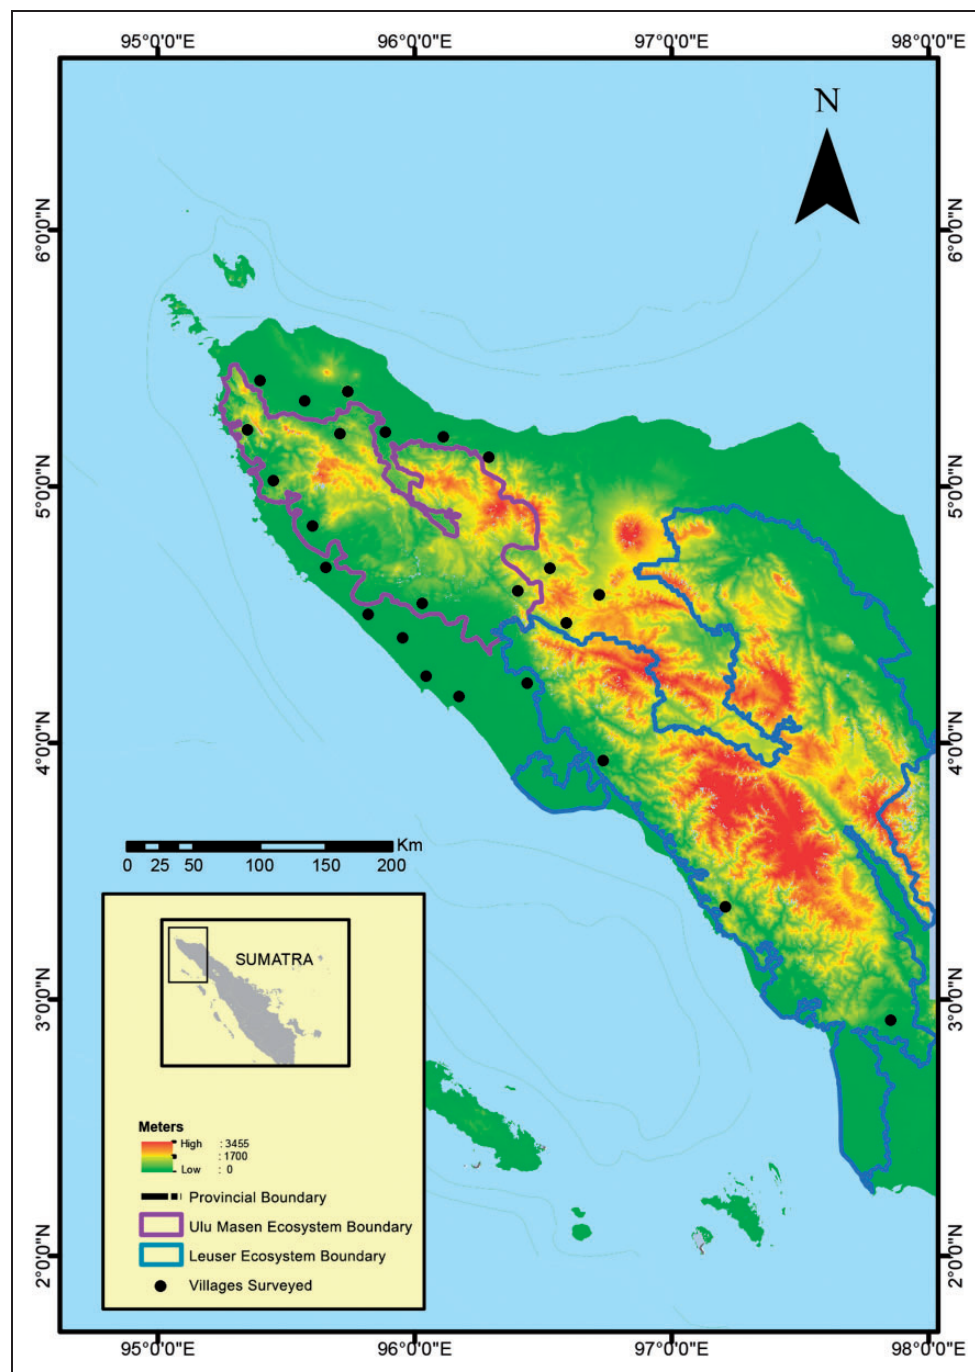 95°0'0"E 96°0'0"E 97°0'0"E 98°0'0"E
N
6°0'0"N 6°0'0"N
5°0'0"N 5°0'0"N
4°0'0"N 4°0'0"N
Km
0 25 50 100 150 200
SUMATRA
3°0'0"N 3°0'0"N
Meters
High : 3455
: 1700
Low : 0
Provincial Boundary
Ulu Masen Ecosystem Boundary
Leuser Ecosystem Boundary
Villages Surveyed
2°0'0"N 2°0'0"N
95°0'0"E 96°0'0"E 97°0'0"E 98°0'0"E